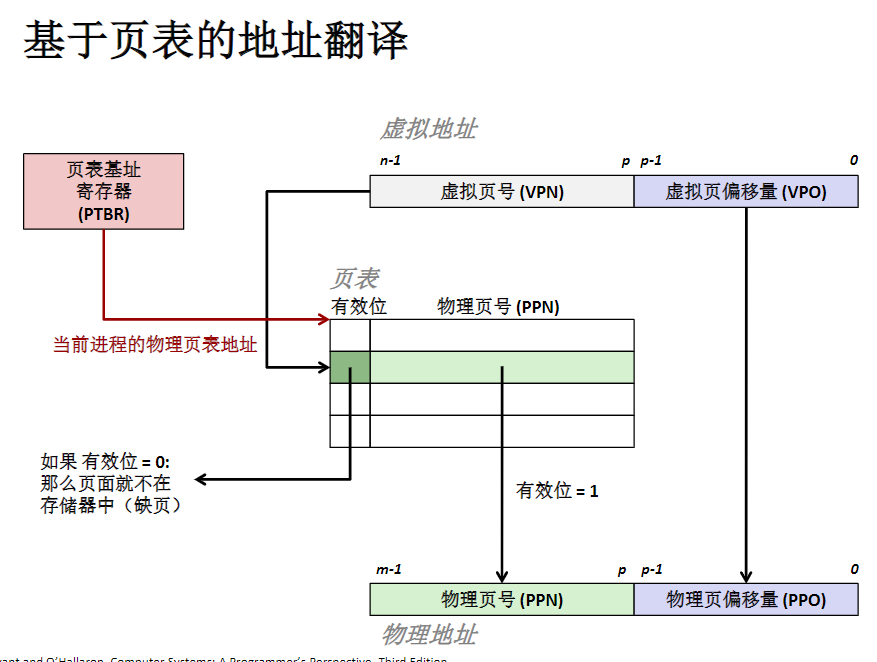 基于页表的地址翻译
虚拟地址
n-1 p p-1 0
页表基址
寄存器
(PTBR)
虚拟页号 (VPN) 虚拟页偏移量 (VPO)
页表
有效位 物理页号 (PPN)
当前进程的物理页表地址
如果 有效位 = 0:
那么页面就不在
存储器中（缺页）
有效位 = 1
m-1 p p-1 0
物理页号 (PPN) 物理页偏移量 (PPO)
物理地址
and O'Hallaron, Computer Systems: A Programmer's Perspective, Third Edition